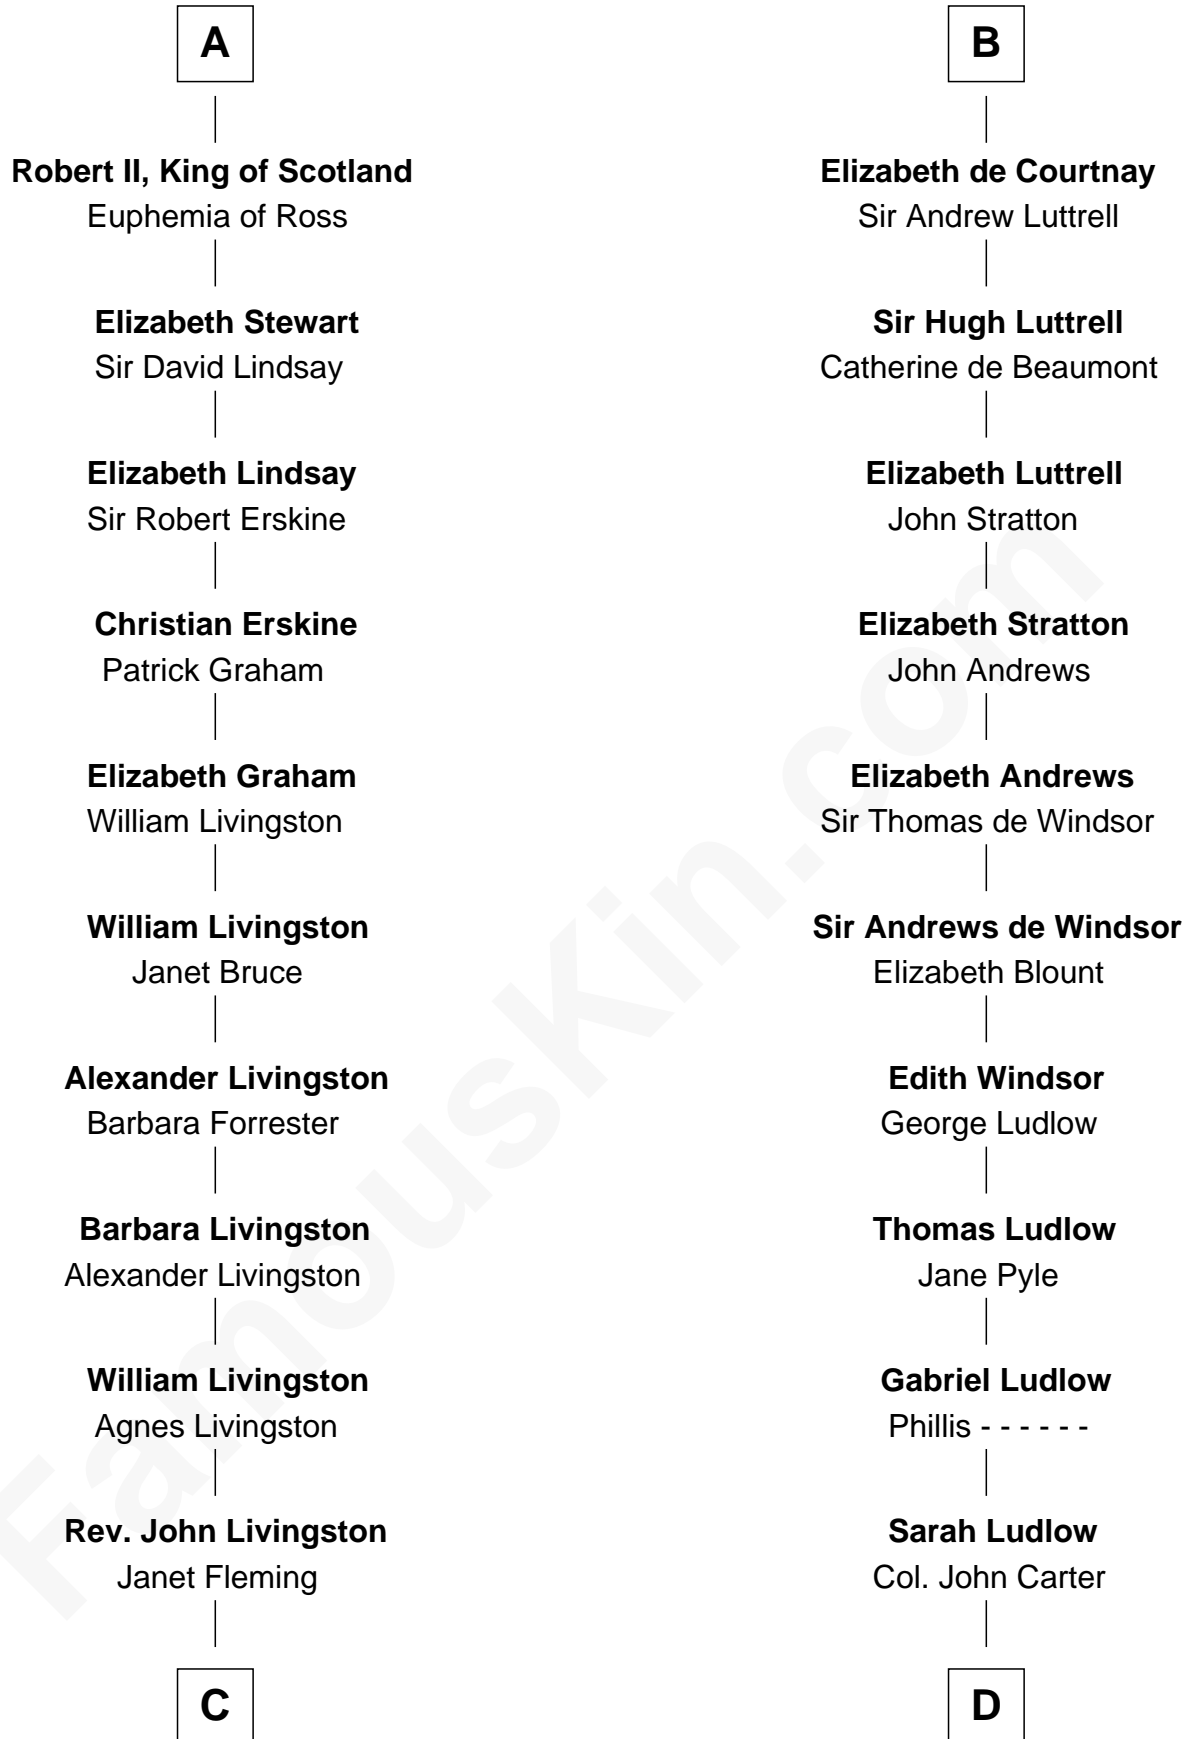 A
Robert II, King of Scotland
Euphemia of Ross
Elizabeth Stewart
Sir David Lindsay
Elizabeth Lindsay
Sir Robert Erskine
Christian Erskine
Patrick Graham
Elizabeth Graham
William Livingston
William Livingston
Janet Bruce
Alexander Livingston
Barbara Forrester
Barbara Livingston
Alexander Livingston
William Livingston
Agnes Livingston
Rev. John Livingston
Janet Fleming
C
B
Elizabeth de Courtnay
Sir Andrew Luttrell
Sir Hugh Luttrell
Catherine de Beaumont
Elizabeth Luttrell
John Stratton
Elizabeth Stratton
John Andrews
Elizabeth Andrews
Sir Thomas de Windsor
Sir Andrews de Windsor
Elizabeth Blount
Edith Windsor
George Ludlow
Thomas Ludlow
Jane Pyle
Gabriel Ludlow
Phillis - - - - - -
Sarah Ludlow
Col. John Carter
D
FamousKin.com